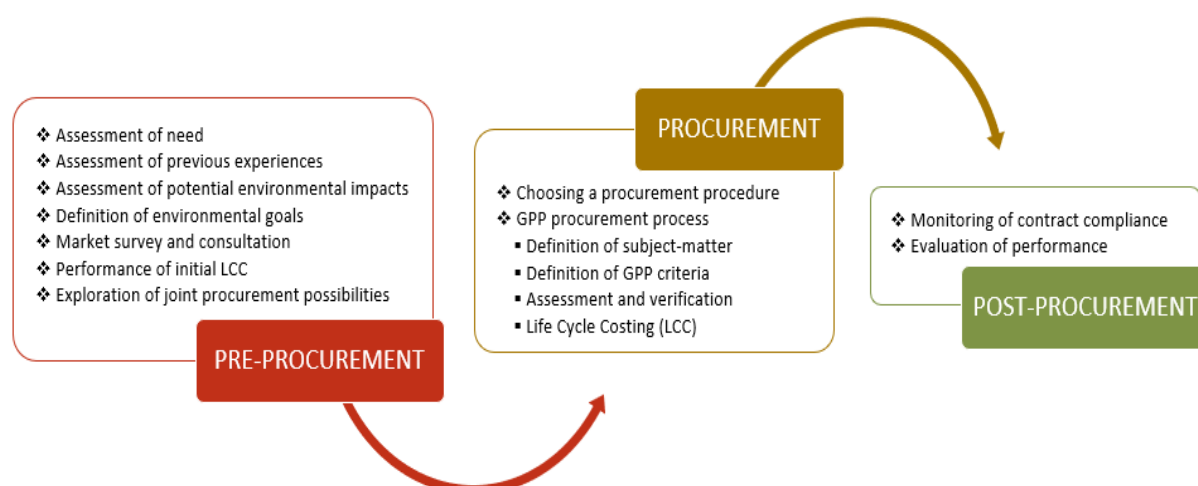 ❖ Assessment of need
❖ Assessment of previous experiences
❖ Assessment of potential environmental impacts
❖ Definition of environmental goals
❖ Market survey and consultation
❖ Performance of initial LCC
❖ Exploration of joint procurement possibilities
PRE-PROCUREMENT
PROCUREMENT
❖ Choosing a procurement procedure
❖ GPP procurement process
▪ Definition of subject-matter
▪ Definition of GPP criteria
▪ Assessment and verification
▪ Life Cycle Costing (LCC)
❖ Monitoring of contract compliance
❖ Evaluation of performance
POST-PROCUREMENT